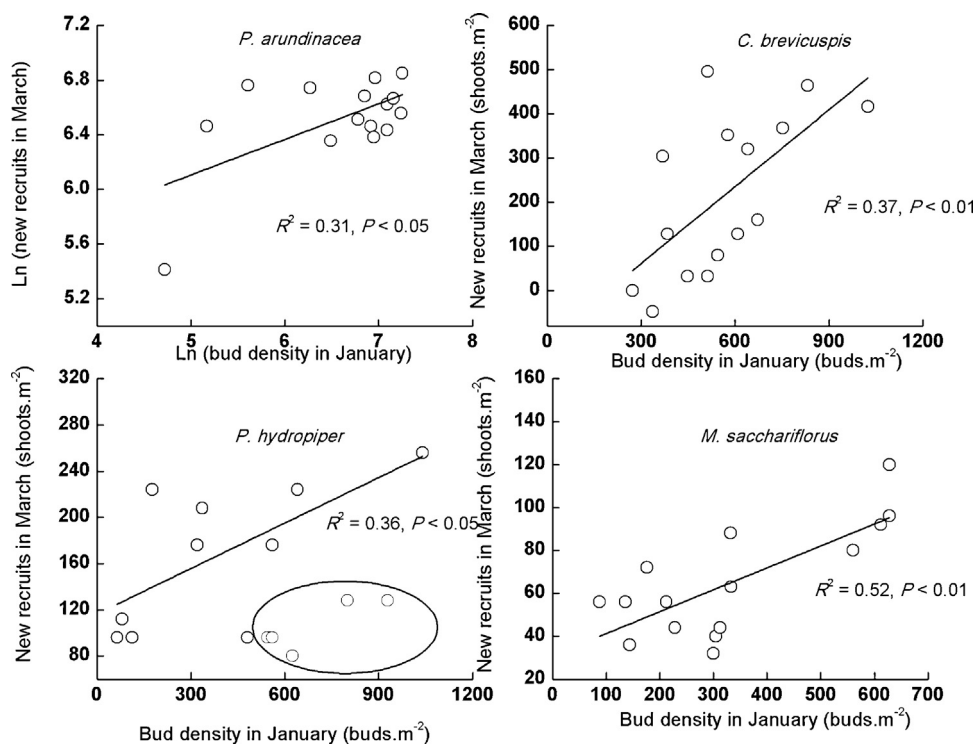 P. arundinacea
Ln (new recruits in March)
7.2
6.8
6.4
6.0
5.6
5.2
R² = 0.31, P < 0.05
4 5 6 7 8
Ln (bud density in January)
C. brevicuspis
New recruits in March (shoots.m⁻²)
600
500
400
300
200
100
0
R² = 0.37, P < 0.01
0 300 600 900 1200
Bud density in January (buds.m⁻²)
P. hydropiper
New recruits in March (shoots.m⁻²)
320
260
200
140
80
R² = 0.36, P < 0.05
0 300 600 900 1200
Bud density in January (buds.m⁻²)
M. sacchariflorus
New recruits in March (shoots.m⁻²)
160
140
120
100
80
60
40
20
R² = 0.52, P < 0.01
0 100 200 300 400 500 600 700
Bud density in January (buds.m⁻²)